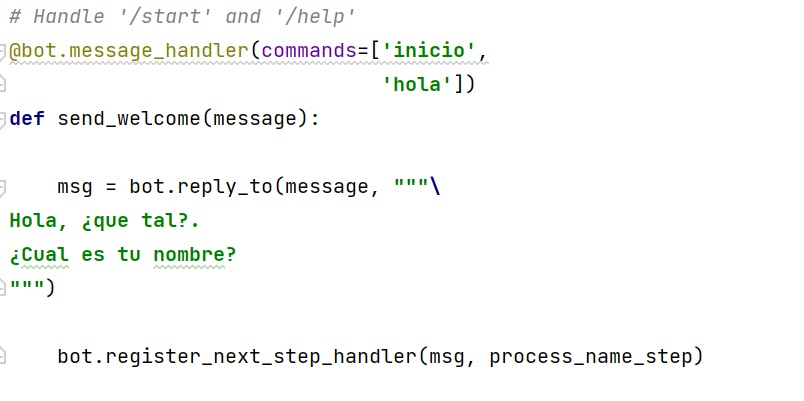 # Handle '/start' and '/help'
@bot.message_handler(commands=['inicio',
                               'hola'])
def send_welcome(message):
    msg = bot.reply_to(message, """\
Hola, ¿que tal?.
¿Cual es tu nombre?
""")
    bot.register_next_step_handler(msg, process_name_step)